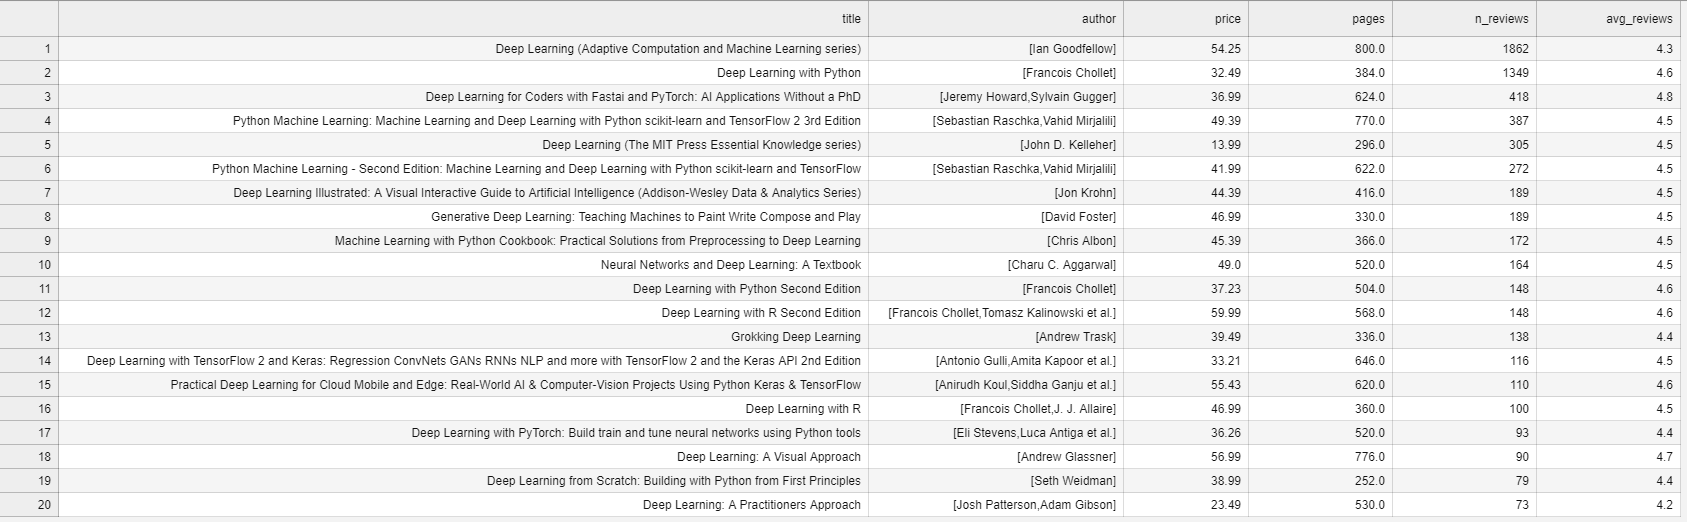 title author price pages n_reviews avg_reviews
1 Deep Learning (Adaptive Computation and Machine Learning series) [Ian Goodfellow] 54.25 800.0 1862 4.3
2 Deep Learning with Python [Francois Chollet] 32.49 384.0 1349 4.6
3 Deep Learning for Coders with Fastai and PyTorch: AI Applications Without a PhD [Jeremy Howard,Sylvain Gugger] 36.99 624.0 418 4.8
4 Python Machine Learning: Machine Learning and Deep Learning with Python scikit-learn and TensorFlow 2 3rd Edition [Sebastian Raschka,Vahid Mirjalili] 49.39 770.0 387 4.5
5 Deep Learning (The MIT Press Essential Knowledge series) [John D. Kelleher] 13.99 296.0 305 4.5
6 Python Machine Learning - Second Edition: Machine Learning and Deep Learning with Python scikit-learn and TensorFlow [Sebastian Raschka,Vahid Mirjalili] 41.99 622.0 272 4.5
7 Deep Learning Illustrated: A Visual Interactive Guide to Artificial Intelligence (Addison-Wesley Data & Analytics Series) [Jon Krohn] 44.39 416.0 189 4.5
8 Generative Deep Learning: Teaching Machines to Paint Write Compose and Play [David Foster] 46.99 330.0 189 4.5
9 Machine Learning with Python Cookbook: Practical Solutions from Preprocessing to Deep Learning [Chris Albon] 45.39 366.0 172 4.5
10 Neural Networks and Deep Learning: A Textbook [Charu C. Aggarwal] 49.0 520.0 164 4.5
11 Deep Learning with Python Second Edition [Francois Chollet] 37.23 504.0 148 4.6
12 Deep Learning with R Second Edition [Francois Chollet,Tomasz Kalinowski et al.] 59.99 568.0 148 4.6
13 Grokking Deep Learning [Andrew Trask] 39.49 336.0 138 4.4
14 Deep Learning with TensorFlow 2 and Keras: Regression ConvNets GANs RNNs NLP and more with TensorFlow 2 and the Keras API 2nd Edition [Antonio Gulli,Amita Kapoor et al.] 33.21 646.0 116 4.5
15 Practical Deep Learning for Cloud Mobile and Edge: Real-World AI & Computer-Vision Projects Using Python Keras & TensorFlow [Anirudh Koul,Siddha Ganju et al.] 55.43 620.0 110 4.6
16 Deep Learning with R [Francois Chollet,J. J. Allaire] 46.99 360.0 100 4.5
17 Deep Learning with PyTorch: Build train and tune neural networks using Python tools [Eli Stevens,Luca Antiga et al.] 36.26 520.0 93 4.4
18 Deep Learning: A Visual Approach [Andrew Glassner] 56.99 776.0 90 4.7
19 Deep Learning from Scratch: Building with Python from First Principles [Seth Weidman] 38.99 252.0 79 4.4
20 Deep Learning: A Practitioners Approach [Josh Patterson,Adam Gibson] 23.49 530.0 73 4.2